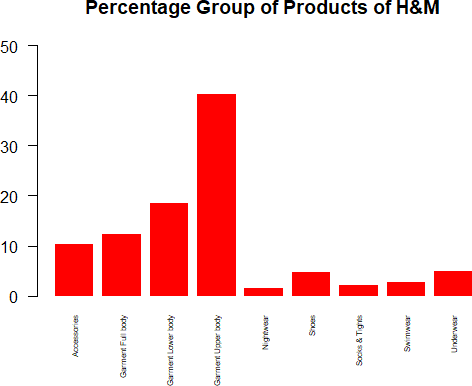 Percentage Group of Products of H&M
50
40
30
20
10
0
Accessories
Garment Full body
Garment Lower body
Garment Upper body
Nightwear
Shoes
Socks & Tights
Swimwear
Underwear